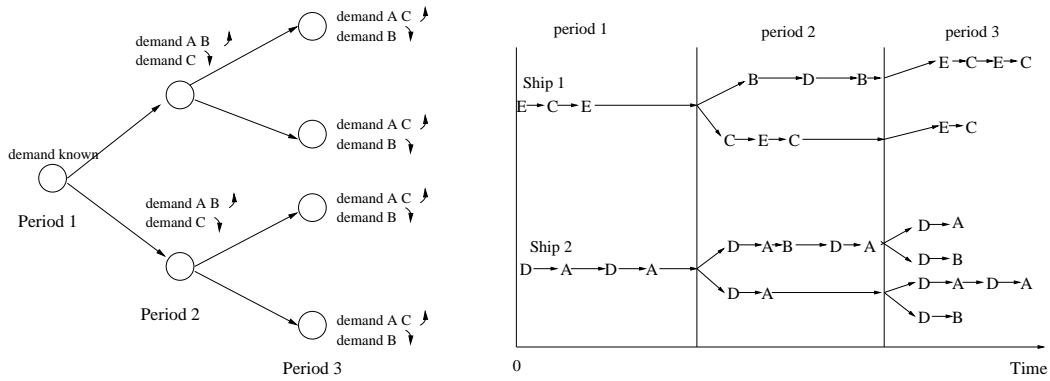 demand A C
demand B
demand A B
demand C
demand A C
demand B
demand known
Period 1
demand A B
demand C
demand A C
demand B
Period 2
demand A C
demand B
Period 3
period 1
period 2
period 3
Ship 1
E C E
B D B
E C E C
C E C
E C
Ship 2
D A D A
D A B D A
D A
D B
D A
D A D A
D B
0
Time